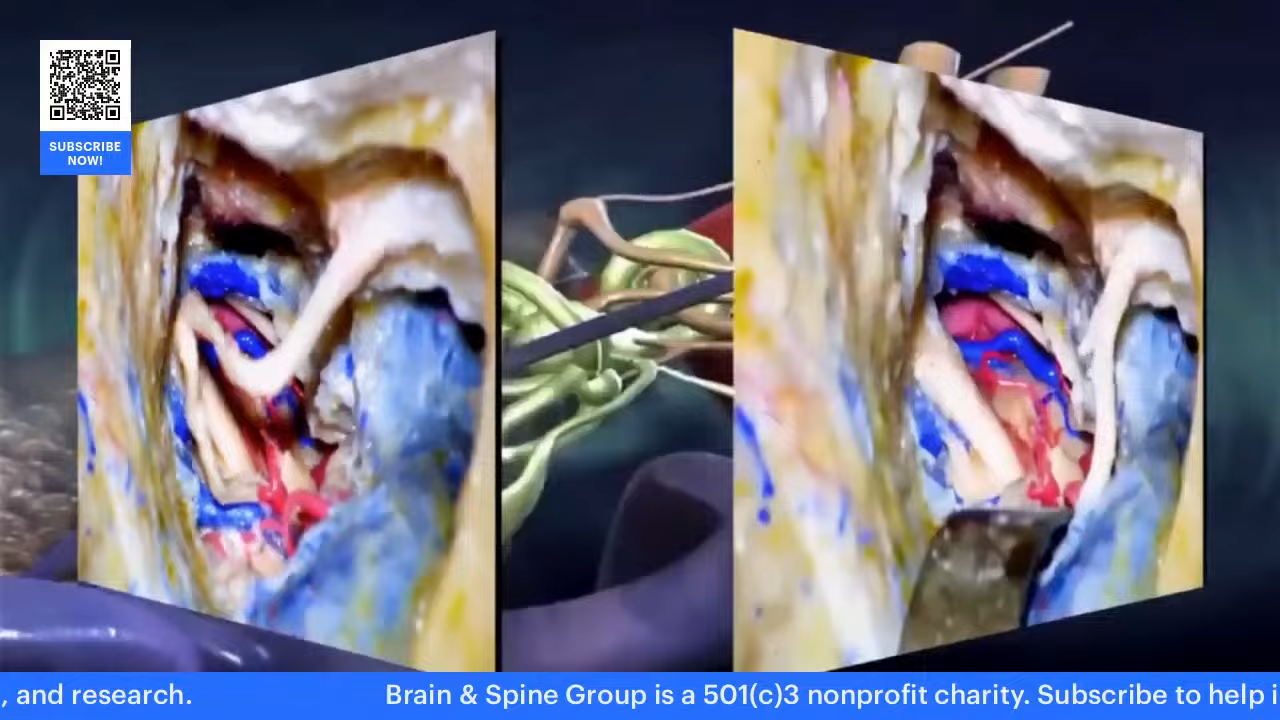 SUBSCRIBE
NOW!
, and research. Brain & Spine Group is a 501(c)3 nonprofit charity. Subscribe to help i